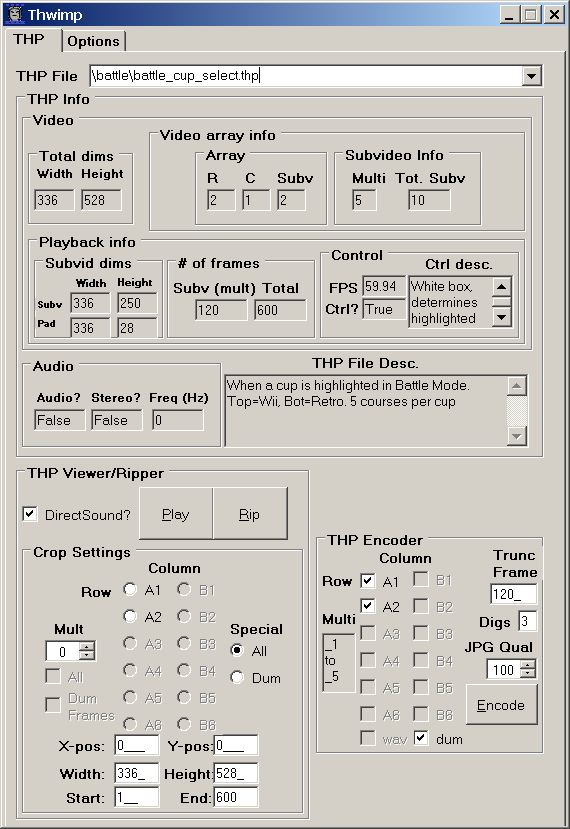 Thwimp
THP Options
THP File \battle\battle_cup_select.thp
THP Info
Video
Video array info
Total dims
Width Height
336 528
Array
R C Subv
2 1 2
Subvideo Info
Multi Tot. Subv
5 10
Playback info
Subvid dims
Width Height
Subv 336 250
Pad 336 28
# of frames
Subv (mult) Total
120 600
Control
FPS 59.94
Ctrl? True
Ctrl desc.
White box,
determines
highlighted
Audio
Audio? Stereo? Freq (Hz)
False False 0
THP File Desc.
When a cup is highlighted in Battle Mode.
Top=Wii, Bot=Retro. 5 courses per cup
THP Viewer/Ripper
DirectSound? Play Rip
Crop Settings
Column
Row A1 B1
A2 B2
A3 B3
A4 B4
A5 B5
A6 B6
Mult
0
All
Dum
Frames
Special
All
Dum
X-pos: 0___ Y-pos: 0___
Width: 336_ Height: 528_
Start: 1__ End: 600
THP Encoder
Column
Row A1 B1
A2 B2
A3 B3
A4 B4
A5 B5
A6 B6
wav dum
Multi
_1
to
_5
Trunc
Frame
120_
Digs 3
JPG Qual
100
Encode